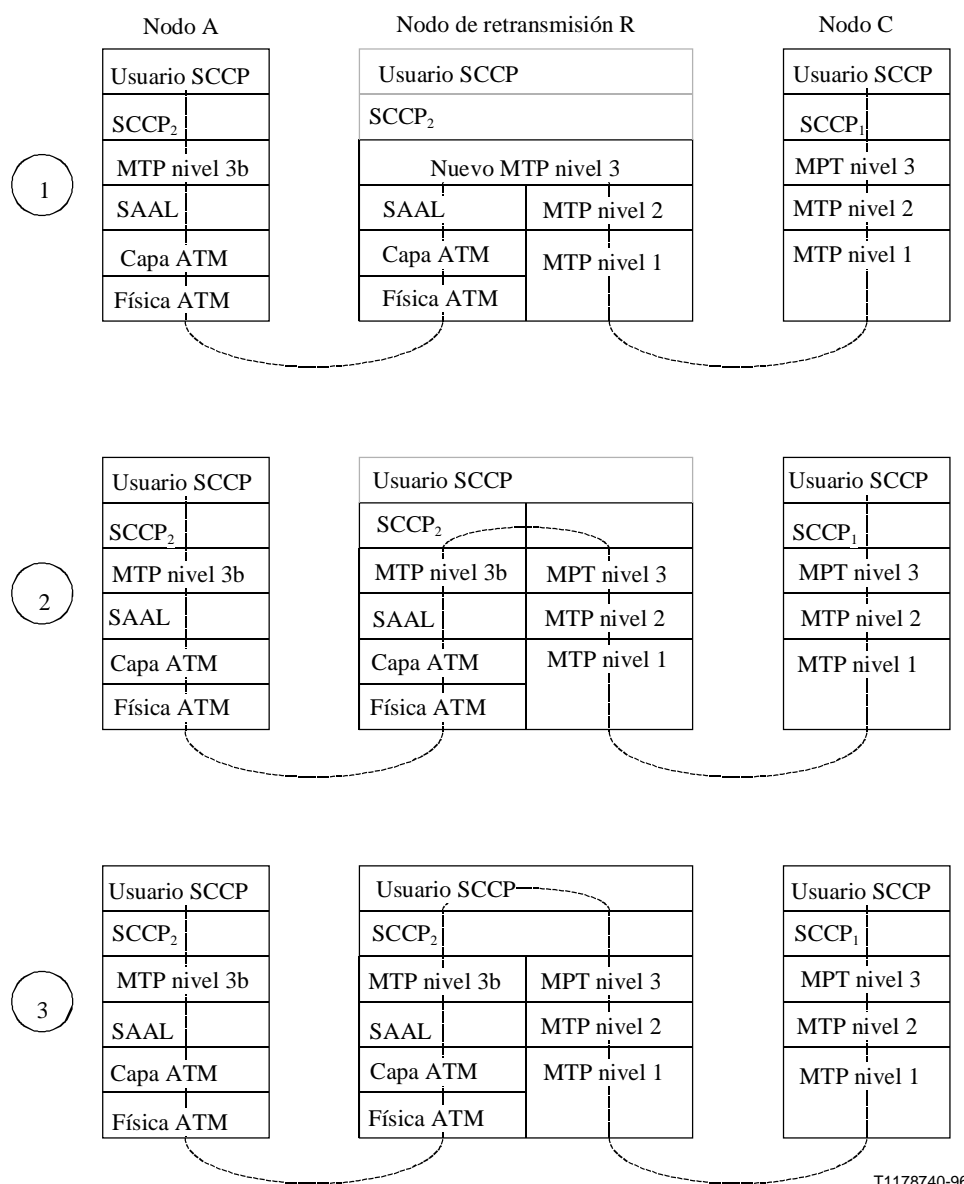 Nodo A
Nodo de retransmisión R
Nodo C
1
Usuario SCCP
SCCP₂
MTP nivel 3b
SAAL
Capa ATM
Física ATM
Usuario SCCP
SCCP₂
Nuevo MTP nivel 3
SAAL
MTP nivel 2
Capa ATM
MTP nivel 1
Física ATM
Usuario SCCP
SCCP₁
MPT nivel 3
MTP nivel 2
MTP nivel 1
2
Usuario SCCP
SCCP₂
MTP nivel 3b
SAAL
Capa ATM
Física ATM
Usuario SCCP
SCCP₂
MTP nivel 3b
MPT nivel 3
SAAL
MTP nivel 2
Capa ATM
MTP nivel 1
Física ATM
Usuario SCCP
SCCP₁
MPT nivel 3
MTP nivel 2
MTP nivel 1
3
Usuario SCCP
SCCP₂
MTP nivel 3b
SAAL
Capa ATM
Física ATM
Usuario SCCP
SCCP₂
MTP nivel 3b
MPT nivel 3
SAAL
MTP nivel 2
Capa ATM
MTP nivel 1
Física ATM
Usuario SCCP
SCCP₁
MPT nivel 3
MTP nivel 2
MTP nivel 1
T1178740-96